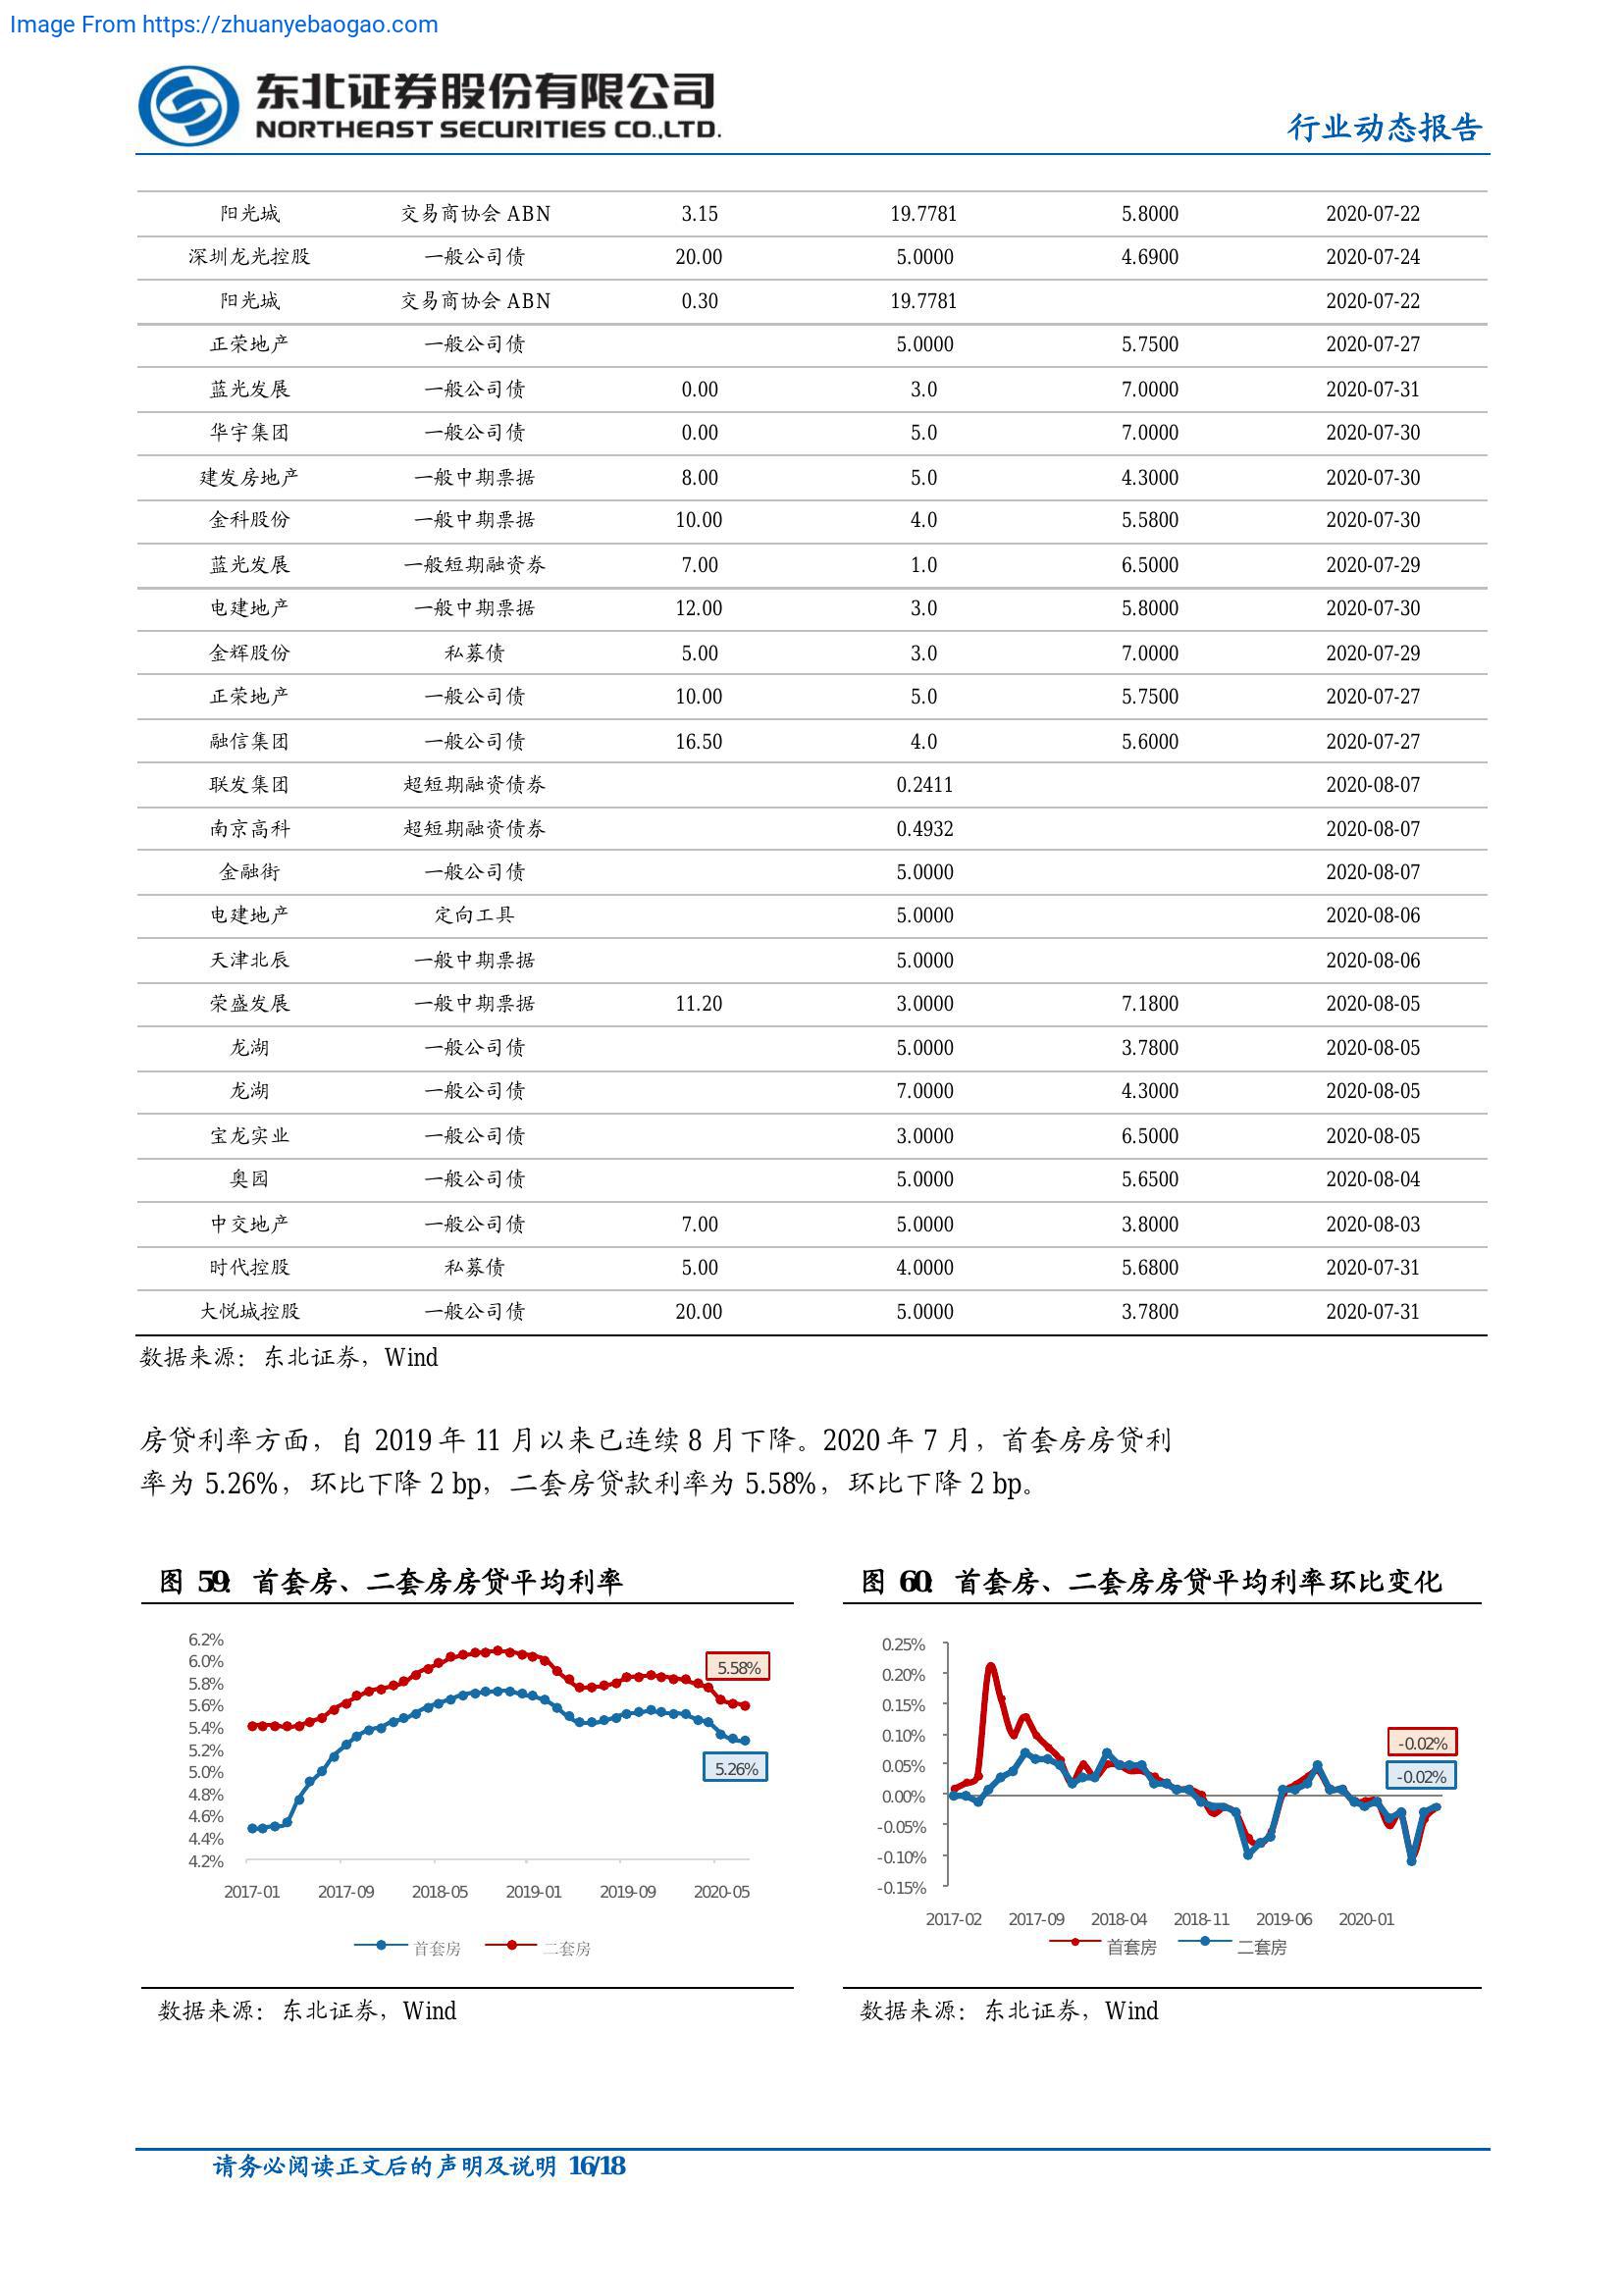 Image From https://zhuanyebaogao.com
东北证券股份有限公司
NORTHEAST SECURITIES CO.,LTD.
行业动态报告
阳光城 交易商协会 ABN 3.15 19.7781 5.8000 2020-07-22
深圳龙光控股 一般公司债 20.00 5.0000 4.6900 2020-07-24
阳光城 交易商协会 ABN 0.30 19.7781 2020-07-22
正荣地产 一般公司债 5.0000 5.7500 2020-07-27
蓝光发展 一般公司债 0.00 3.0 7.0000 2020-07-31
华宇集团 一般公司债 0.00 5.0 7.0000 2020-07-30
建发房地产 一般中期票据 8.00 5.0 4.3000 2020-07-30
金科股份 一般中期票据 10.00 4.0 5.5800 2020-07-30
蓝光发展 一般短期融资券 7.00 1.0 6.5000 2020-07-29
电建地产 一般中期票据 12.00 3.0 5.8000 2020-07-30
金辉股份 私募债 5.00 3.0 7.0000 2020-07-29
正荣地产 一般公司债 10.00 5.0 5.7500 2020-07-27
融信集团 一般公司债 16.50 4.0 5.6000 2020-07-27
联发集团 超短期融资债券 0.2411 2020-08-07
南京高科 超短期融资债券 0.4932 2020-08-07
金融街 一般公司债 5.0000 2020-08-07
电建地产 定向工具 5.0000 2020-08-06
天津北辰 一般中期票据 5.0000 2020-08-06
荣盛发展 一般中期票据 11.20 3.0000 7.1800 2020-08-05
龙湖 一般公司债 5.0000 3.7800 2020-08-05
龙湖 一般公司债 7.0000 4.3000 2020-08-05
宝龙实业 一般公司债 3.0000 6.5000 2020-08-05
奥园 一般公司债 5.0000 5.6500 2020-08-04
中交地产 一般公司债 7.00 5.0000 3.8000 2020-08-03
时代控股 私募债 5.00 4.0000 5.6800 2020-07-31
大悦城控股 一般公司债 20.00 5.0000 3.7800 2020-07-31
数据来源：东北证券，Wind
房贷利率方面，自 2019 年 11 月以来已连续 8 月下降。2020 年 7 月，首套房房贷利
率为 5.26%，环比下降 2 bp，二套房贷款利率为 5.58%，环比下降 2 bp。
图 59：首套房、二套房房贷平均利率
6.2%
6.0%
5.8%
5.6%
5.4%
5.2%
5.0%
4.8%
4.6%
4.4%
4.2%
5.58%
5.26%
2017-01 2017-09 2018-05 2019-01 2019-09 2020-05
首套房 二套房
数据来源：东北证券，Wind
图 60：首套房、二套房房贷平均利率环比变化
0.25%
0.20%
0.15%
0.10%
0.05%
0.00%
-0.05%
-0.10%
-0.15%
-0.02%
-0.02%
2017-02 2017-09 2018-04 2018-11 2019-06 2020-01
首套房 二套房
数据来源：东北证券，Wind
请务必阅读正文后的声明及说明 16/18